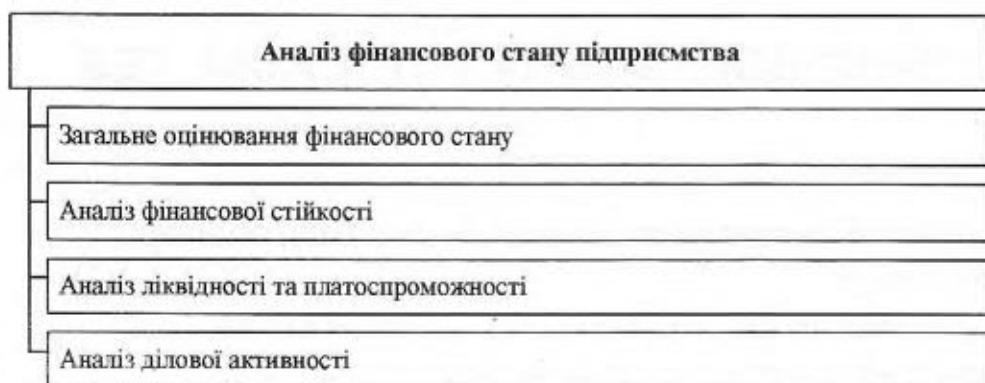 Аналіз фінансового стану підприємства
Загальне оцінювання фінансового стану
Аналіз фінансової стійкості
Аналіз ліквідності та платоспроможності
Аналіз ділової активності